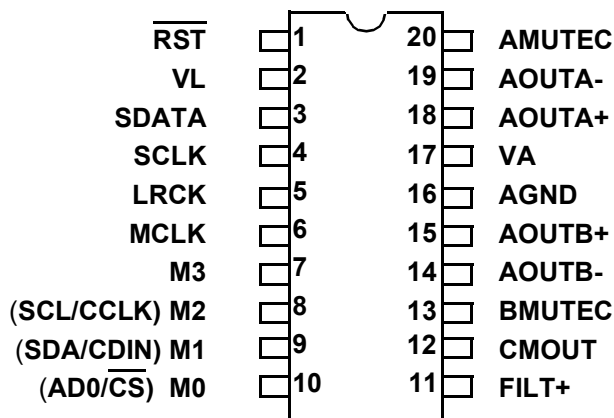 RST 1 20 AMUTEC
VL 2 19 AOUTA-
SDATA 3 18 AOUTA+
SCLK 4 17 VA
LRCK 5 16 AGND
MCLK 6 15 AOUTB+
M3 7 14 AOUTB-
(SCL/CCLK) M2 8 13 BMUTEC
(SDA/CDIN) M1 9 12 CMOUT
(AD0/CS) M0 10 11 FILT+